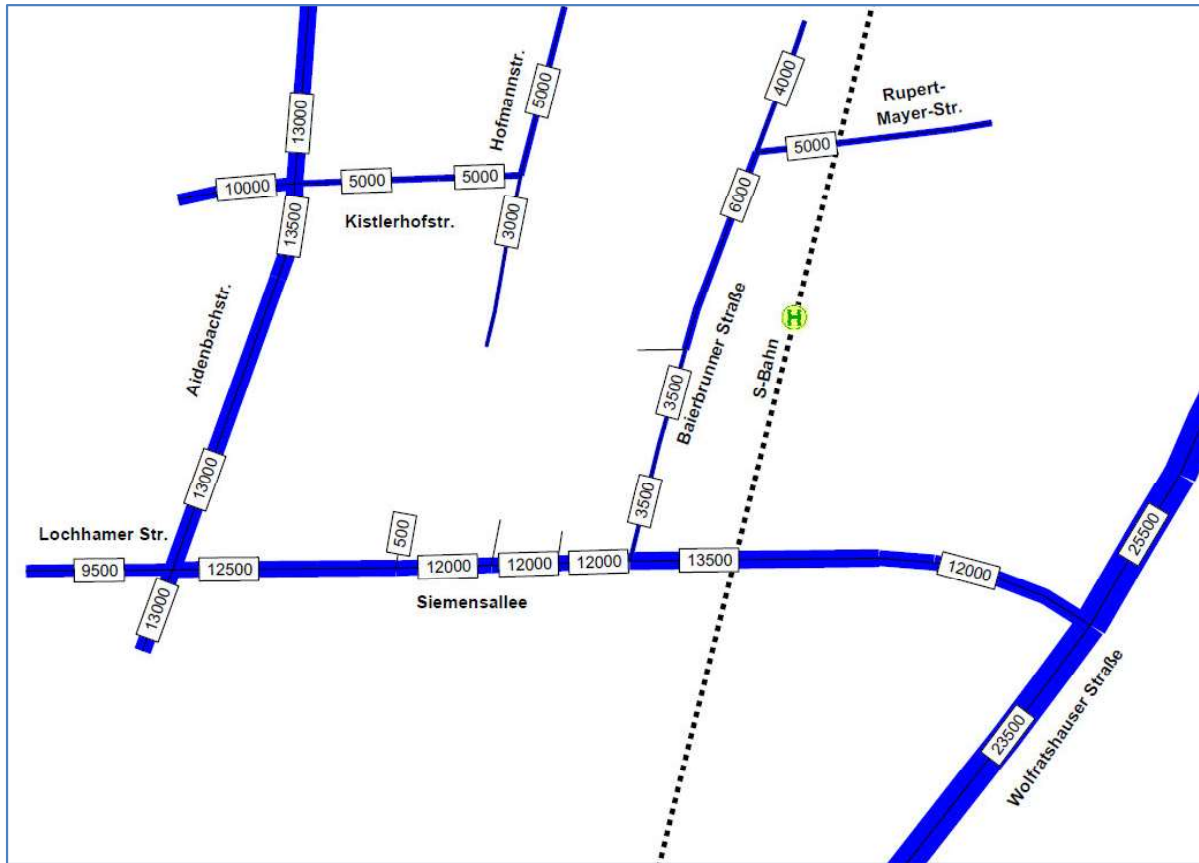 Hofmannstr.
5000
4000
Rupert-
Mayer-Str.
13000
5000
10000
5000
5000
6000
13500
Kistlerhofstr.
3000
Aidenbachstr.
H
S-Bahn
Baierbrunner Straße
3500
13000
3500
Lochhamer Str.
500
25500
9500
12500
12000
12000
12000
13500
12000
13000
Siemensallee
23500
Wolfratshauser Straße